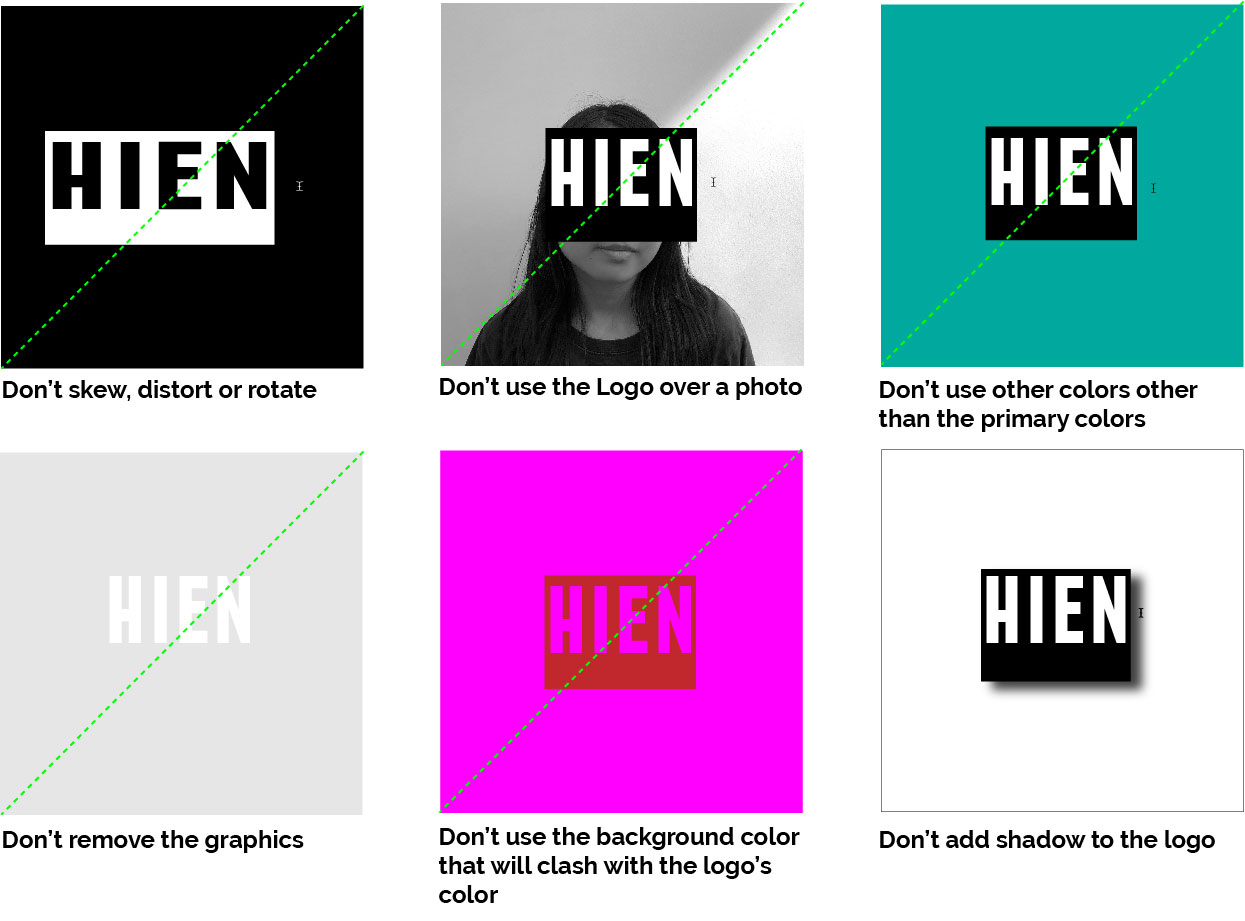 HIEN
HIEN
HIEN
Don’t skew, distort or rotate
Don’t use the Logo over a photo
Don’t use other colors other
than the primary colors
HIEN
HIEN
HIEN
Don’t remove the graphics
Don’t use the background color
that will clash with the logo’s
color
Don’t add shadow to the logo